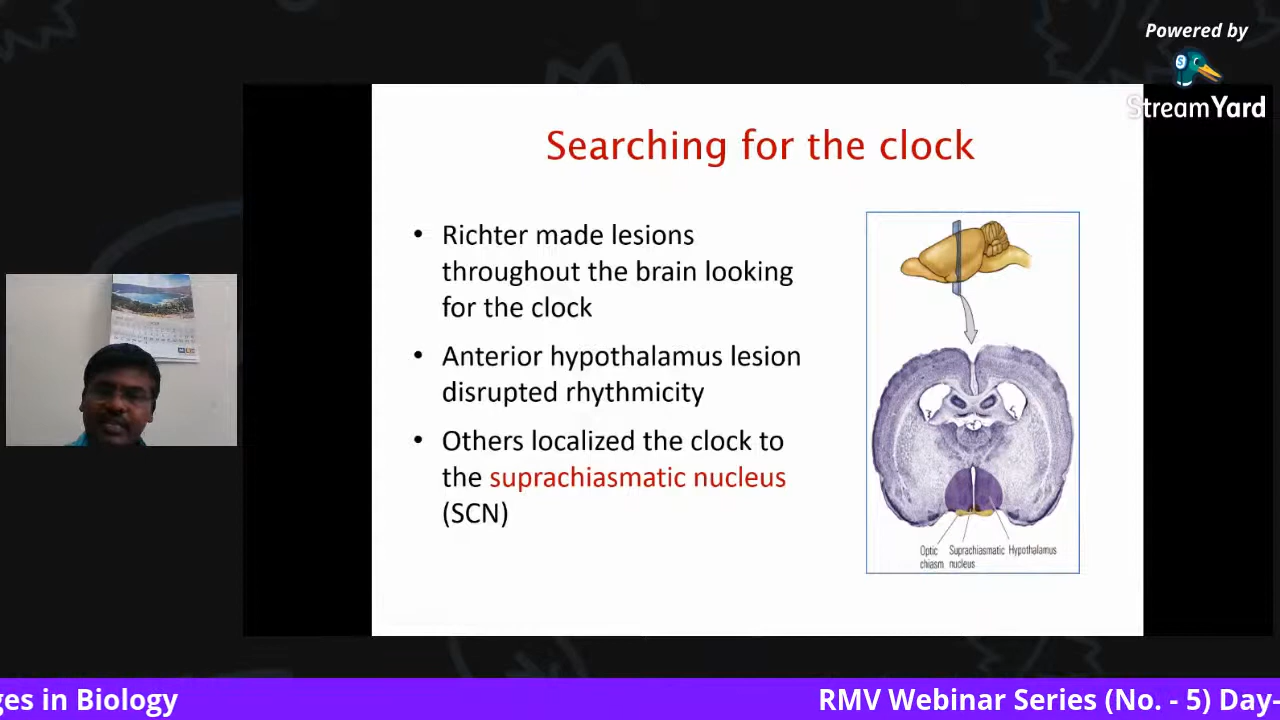 Powered by
StreamYard
Searching for the clock
• Richter made lesions
throughout the brain looking
for the clock
• Anterior hypothalamus lesion
disrupted rhythmicity
• Others localized the clock to
the suprachiasmatic nucleus
(SCN)
Optic Suprachiasmatic Hypothalamus
chiasm nucleus
ges in Biology
RMV Webinar Series (No. - 5) Day-